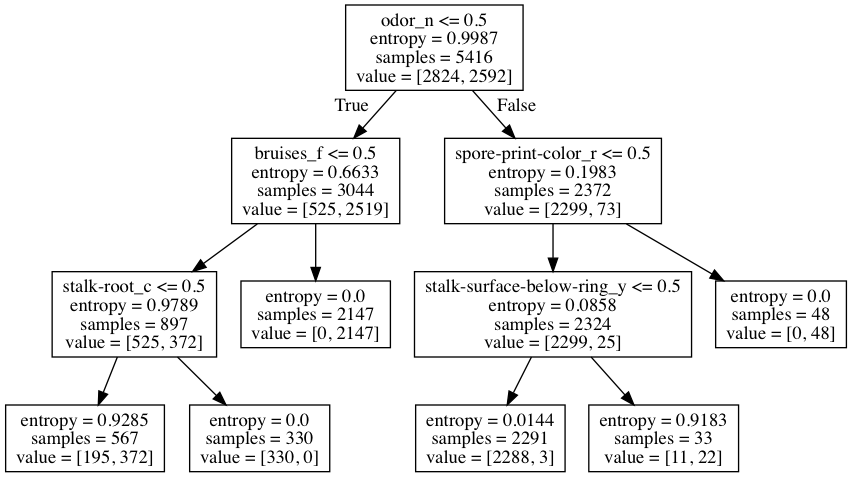 odor_n <= 0.5
entropy = 0.9987
samples = 5416
value = [2824, 2592]
True
False
bruises_f <= 0.5
entropy = 0.6633
samples = 3044
value = [525, 2519]
spore-print-color_r <= 0.5
entropy = 0.1983
samples = 2372
value = [2299, 73]
stalk-root_c <= 0.5
entropy = 0.9789
samples = 897
value = [525, 372]
entropy = 0.0
samples = 2147
value = [0, 2147]
stalk-surface-below-ring_y <= 0.5
entropy = 0.0858
samples = 2324
value = [2299, 25]
entropy = 0.0
samples = 48
value = [0, 48]
entropy = 0.9285
samples = 567
value = [195, 372]
entropy = 0.0
samples = 330
value = [330, 0]
entropy = 0.0144
samples = 2291
value = [2288, 3]
entropy = 0.9183
samples = 33
value = [11, 22]